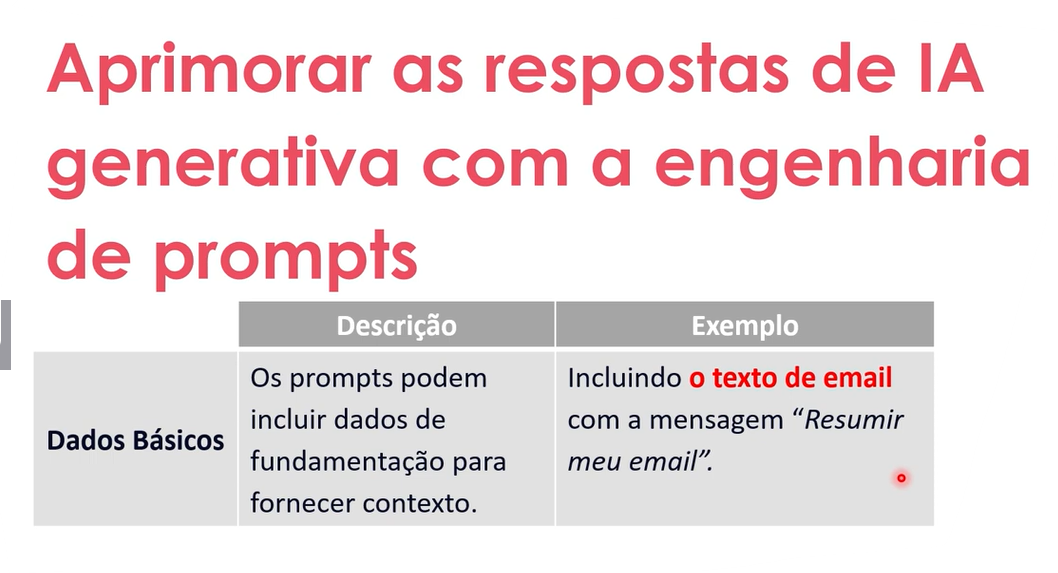 Aprimorar as respostas de IA
generativa com a engenharia
de prompts
Descrição
Exemplo
Dados Básicos
Os prompts podem
incluir dados de
fundamentação para
fornecer contexto.
Incluindo o texto de email
com a mensagem “Resumir
meu email”.